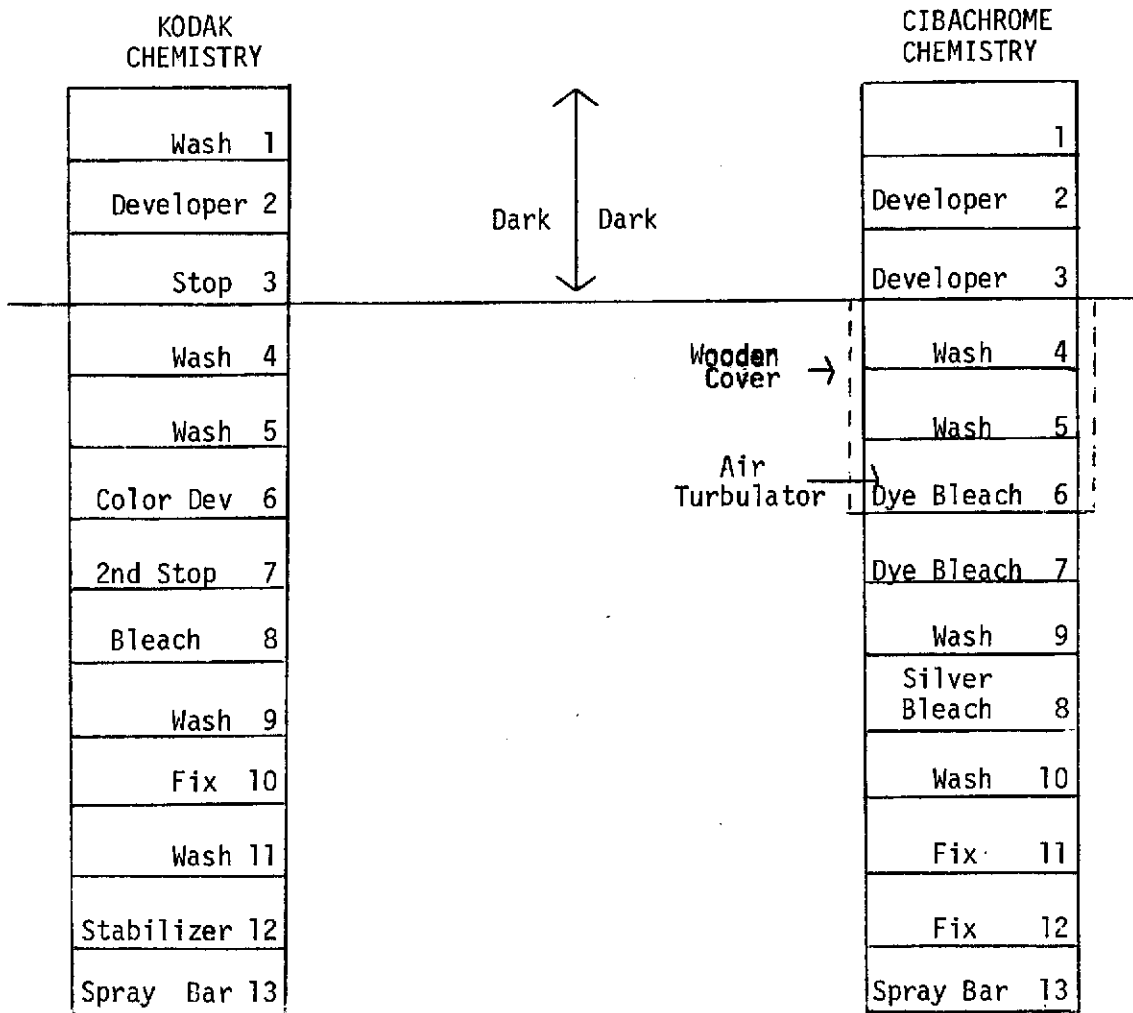 KODAK
CHEMISTRY
Wash 1
Developer 2
Stop 3
Wash 4
Wash 5
Color Dev 6
2nd Stop 7
Bleach 8
Wash 9
Fix 10
Wash 11
Stabilizer 12
Spray Bar 13
Dark Dark
Wooden
Cover
Air
Turbulator
CIBACHROME
CHEMISTRY
1
Developer 2
Developer 3
Wash 4
Wash 5
Dye Bleach 6
Dye Bleach 7
Wash 9
Silver
Bleach 8
Wash 10
Fix 11
Fix 12
Spray Bar 13